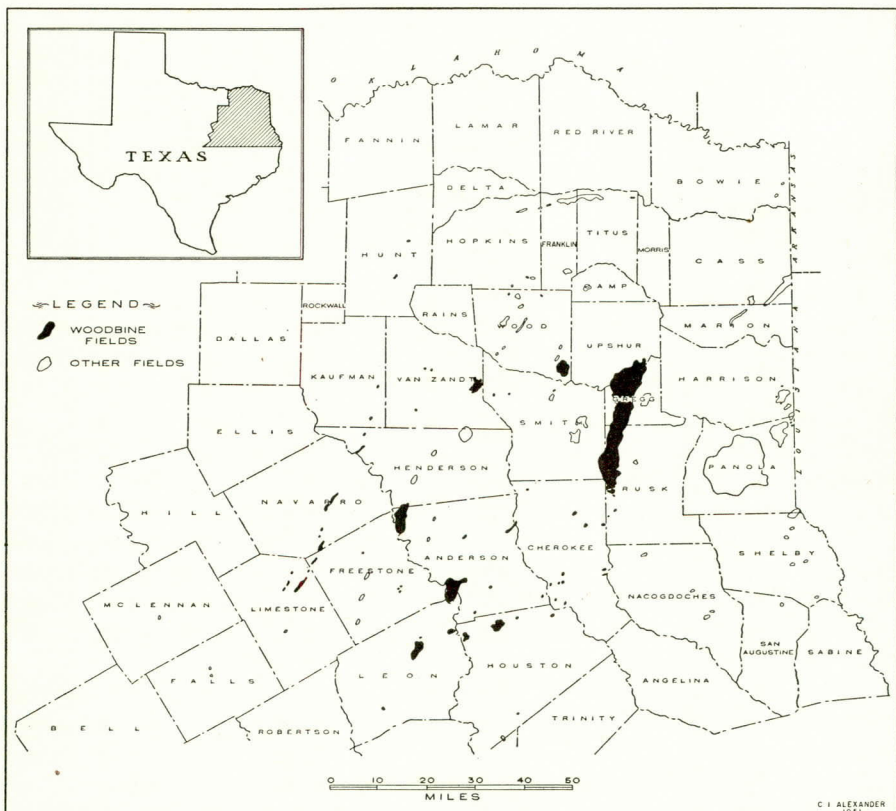 TEXAS
OKLAHOMA
FANNIN
LAMAR
RED RIVER
BOWIE
ARKANSAS
DELTA
HUNT
HOPKINS
FRANKLIN
TITUS
MORRIS
CASS
LEGEND
WOODBINE
FIELDS
OTHER FIELDS
ROCKWALL
RAINS
WOOD
CAMP
DALLAS
UPSHUR
MARION
KAUFMAN
VAN ZANDT
SMITH
GREGG
HARRISON
LOUISIANA
ELLIS
HENDERSON
RUSK
PANOLA
HILL
NAVARRO
ANDERSON
CHEROKEE
SHELBY
FREESTONE
MCLENNAN
LIMESTONE
NACOGDOCHES
SAN
AUGUSTINE
SABINE
FALLS
LEON
HOUSTON
ANGELINA
BELL
ROBERTSON
TRINITY
0 10 20 30 40 50
MILES
C I ALEXANDER